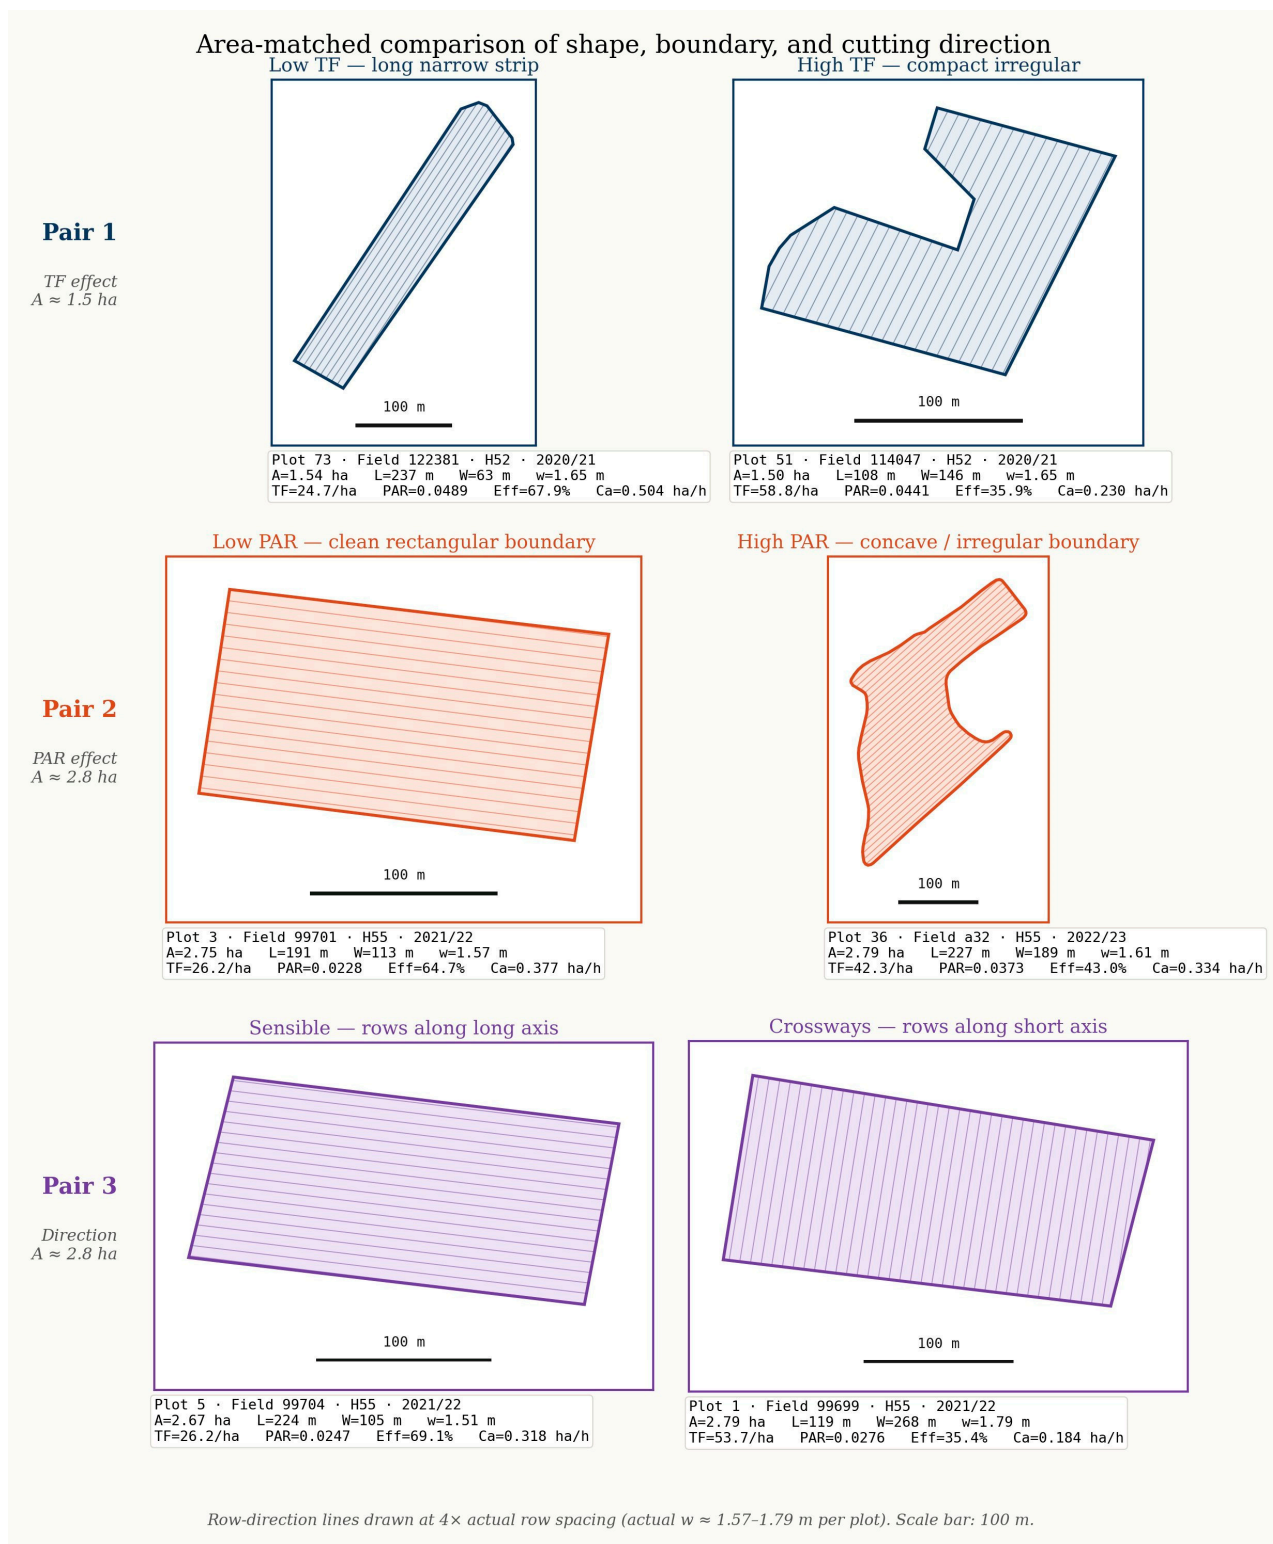 Area-matched comparison of shape, boundary, and cutting direction
Low TF — long narrow strip
High TF — compact irregular
Pair 1
TF effect
A ≈ 1.5 ha
100 m
100 m
Plot 73 · Field 122381 · H52 · 2020/21
A=1.54 ha   L=237 m   W=63 m   w=1.65 m
TF=24.7/ha   PAR=0.0489   Eff=67.9%   Ca=0.504 ha/h
Plot 51 · Field 114047 · H52 · 2020/21
A=1.50 ha   L=108 m   W=146 m   w=1.65 m
TF=58.8/ha   PAR=0.0441   Eff=35.9%   Ca=0.230 ha/h
Low PAR — clean rectangular boundary
High PAR — concave / irregular boundary
Pair 2
PAR effect
A ≈ 2.8 ha
100 m
100 m
Plot 3 · Field 99701 · H55 · 2021/22
A=2.75 ha   L=191 m   W=113 m   w=1.57 m
TF=26.2/ha   PAR=0.0228   Eff=64.7%   Ca=0.377 ha/h
Plot 36 · Field a32 · H55 · 2022/23
A=2.79 ha   L=227 m   W=189 m   w=1.61 m
TF=42.3/ha   PAR=0.0373   Eff=43.0%   Ca=0.334 ha/h
Sensible — rows along long axis
Crossways — rows along short axis
Pair 3
Direction
A ≈ 2.8 ha
100 m
100 m
Plot 5 · Field 99704 · H55 · 2021/22
A=2.67 ha   L=224 m   W=105 m   w=1.51 m
TF=26.2/ha   PAR=0.0247   Eff=69.1%   Ca=0.318 ha/h
Plot 1 · Field 99699 · H55 · 2021/22
A=2.79 ha   L=119 m   W=268 m   w=1.79 m
TF=53.7/ha   PAR=0.0276   Eff=35.4%   Ca=0.184 ha/h
Row-direction lines drawn at 4× actual row spacing (actual w ≈ 1.57–1.79 m per plot). Scale bar: 100 m.